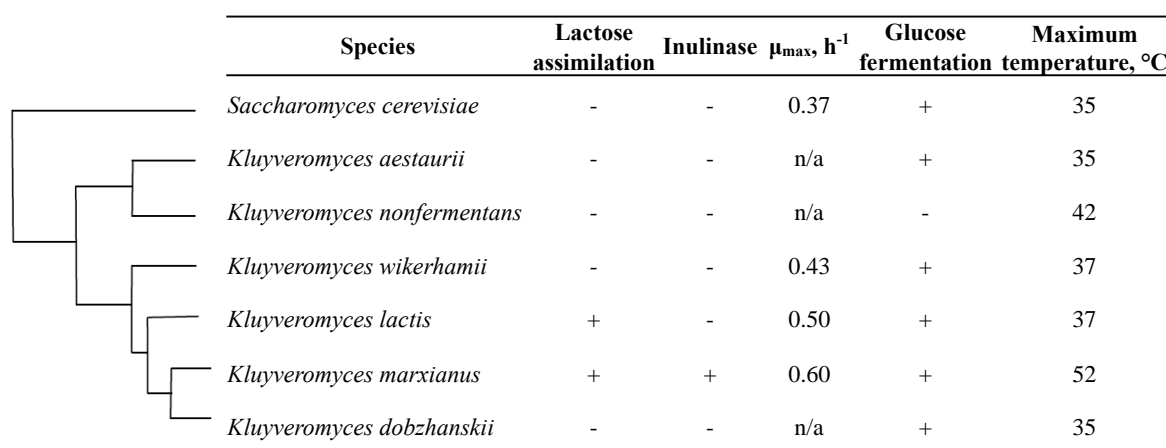 Species Lactose assimilation Inulinase μmax, h-1 Glucose fermentation Maximum temperature, °C
Saccharomyces cerevisiae - - 0.37 + 35
Kluyveromyces aestaurii - - n/a + 35
Kluyveromyces nonfermentans - - n/a - 42
Kluyveromyces wikerhamii - - 0.43 + 37
Kluyveromyces lactis + - 0.50 + 37
Kluyveromyces marxianus + + 0.60 + 52
Kluyveromyces dobzhanskii - - n/a + 35